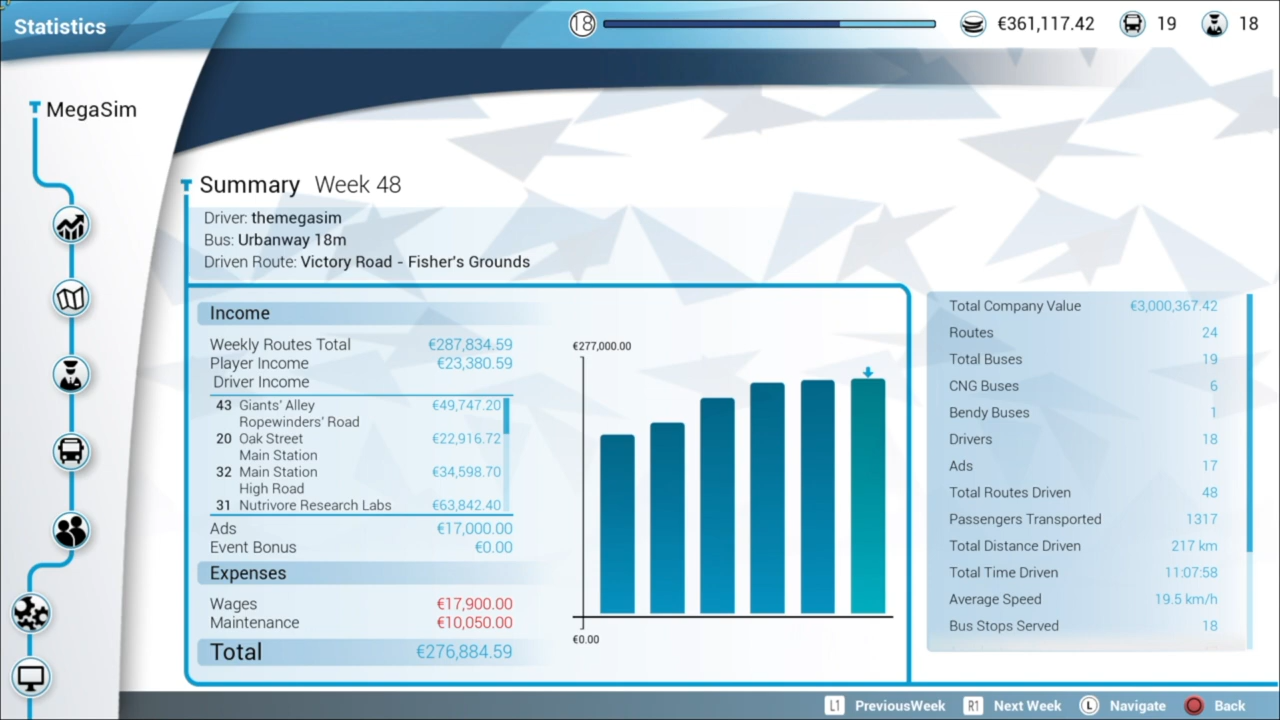 Statistics
18
€361,117.42
19
18
MegaSim
Summary Week 48
Driver: themegasim
Bus: Urbanway 18m
Driven Route: Victory Road - Fisher's Grounds
Income
Weekly Routes Total €287,834.59
Player Income €23,380.59
Driver Income
43 Giants' Alley €49,747.20
Ropewinders' Road
20 Oak Street €22,916.72
Main Station
32 Main Station €34,598.70
High Road
31 Nutrivore Research Labs €63,842.40
Ads €17,000.00
Event Bonus €0.00
Expenses
Wages €17,900.00
Maintenance €10,050.00
Total €276,884.59
€277,000.00
€0.00
Total Company Value €3,000,367.42
Routes 24
Total Buses 19
CNG Buses 6
Bendy Buses 1
Drivers 18
Ads 17
Total Routes Driven 48
Passengers Transported 1317
Total Distance Driven 217 km
Total Time Driven 11:07:58
Average Speed 19.5 km/h
Bus Stops Served 18
L1 PreviousWeek R1 Next Week L Navigate Back